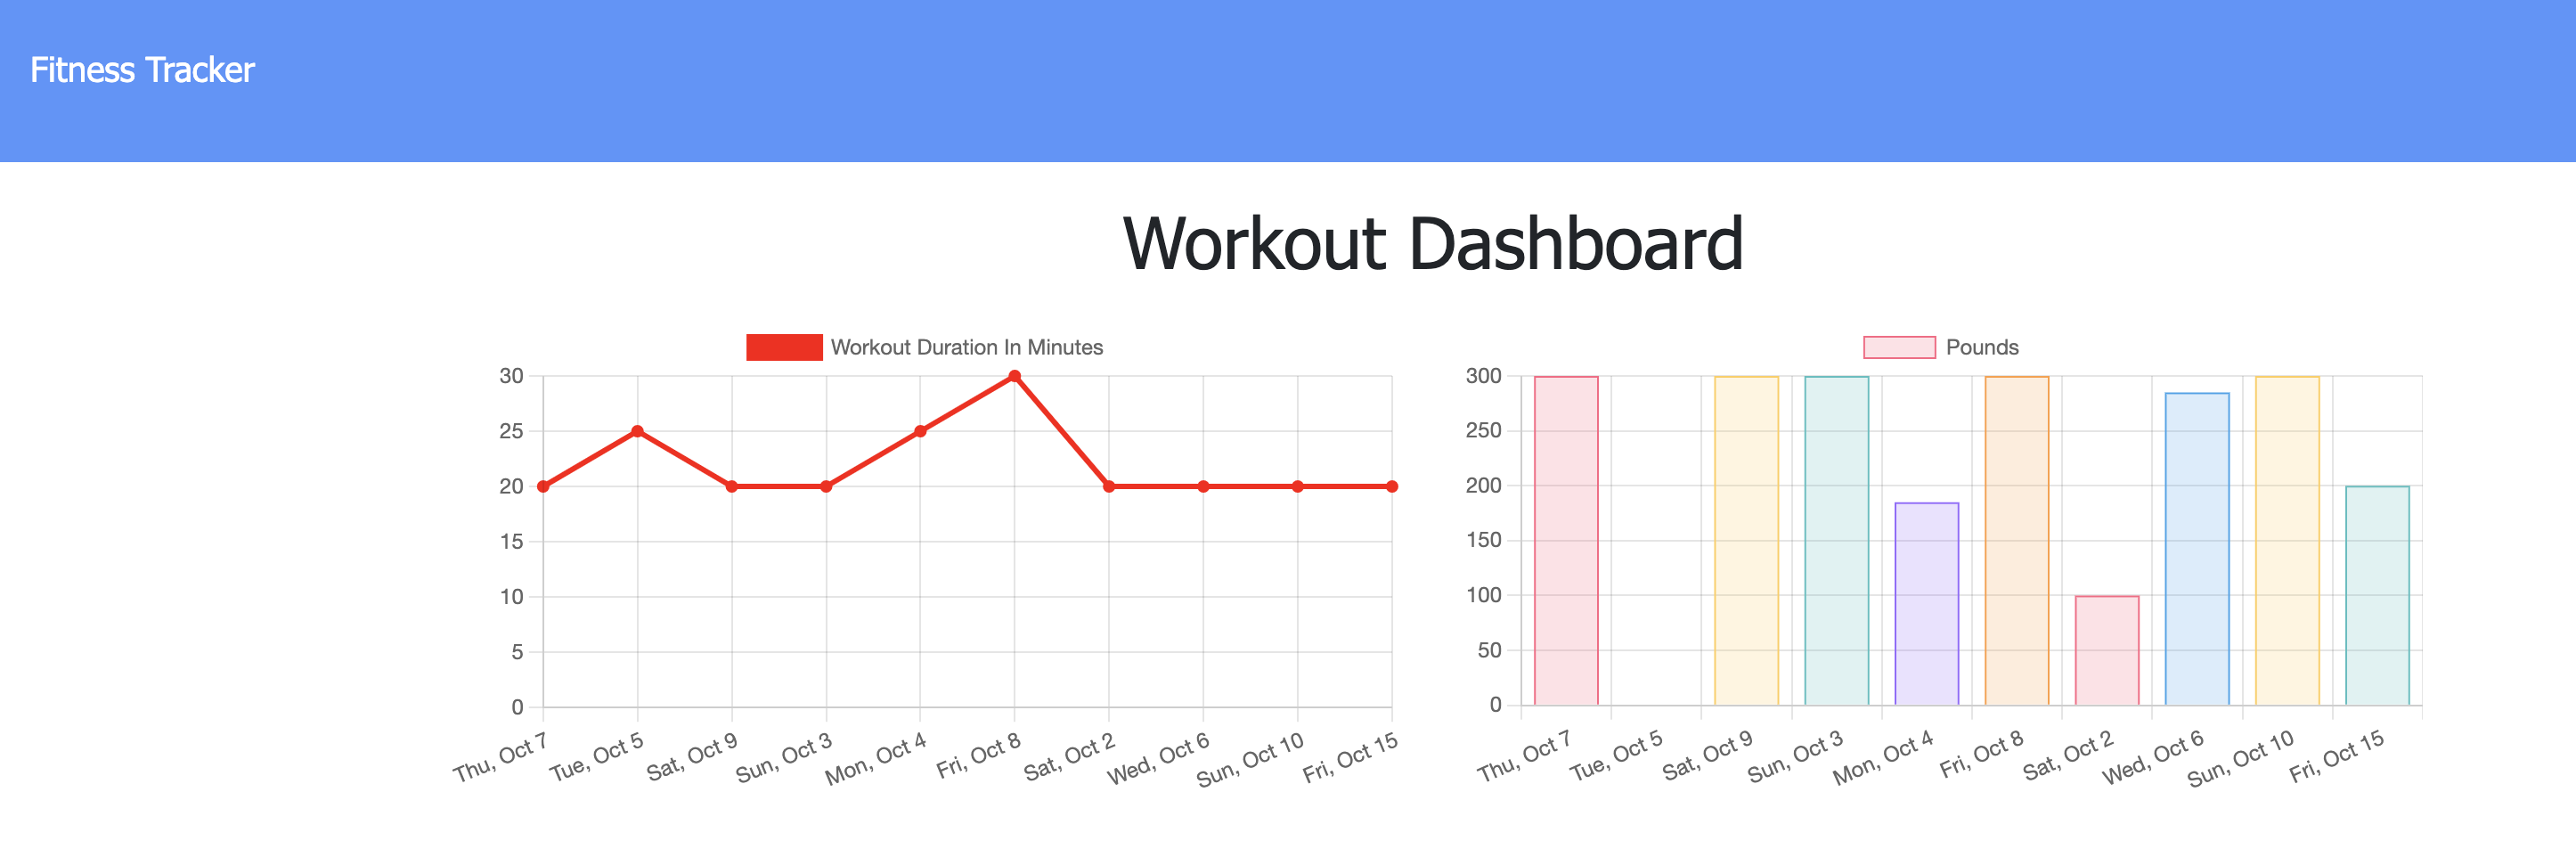 Fitness Tracker
Workout Dashboard
Workout Duration In Minutes
30
25
20
15
10
5
0
Thu, Oct 7
Tue, Oct 5
Sat, Oct 9
Sun, Oct 3
Mon, Oct 4
Fri, Oct 8
Sat, Oct 2
Wed, Oct 6
Sun, Oct 10
Fri, Oct 15
Pounds
300
250
200
150
100
50
0
Thu, Oct 7
Tue, Oct 5
Sat, Oct 9
Sun, Oct 3
Mon, Oct 4
Fri, Oct 8
Sat, Oct 2
Wed, Oct 6
Sun, Oct 10
Fri, Oct 15